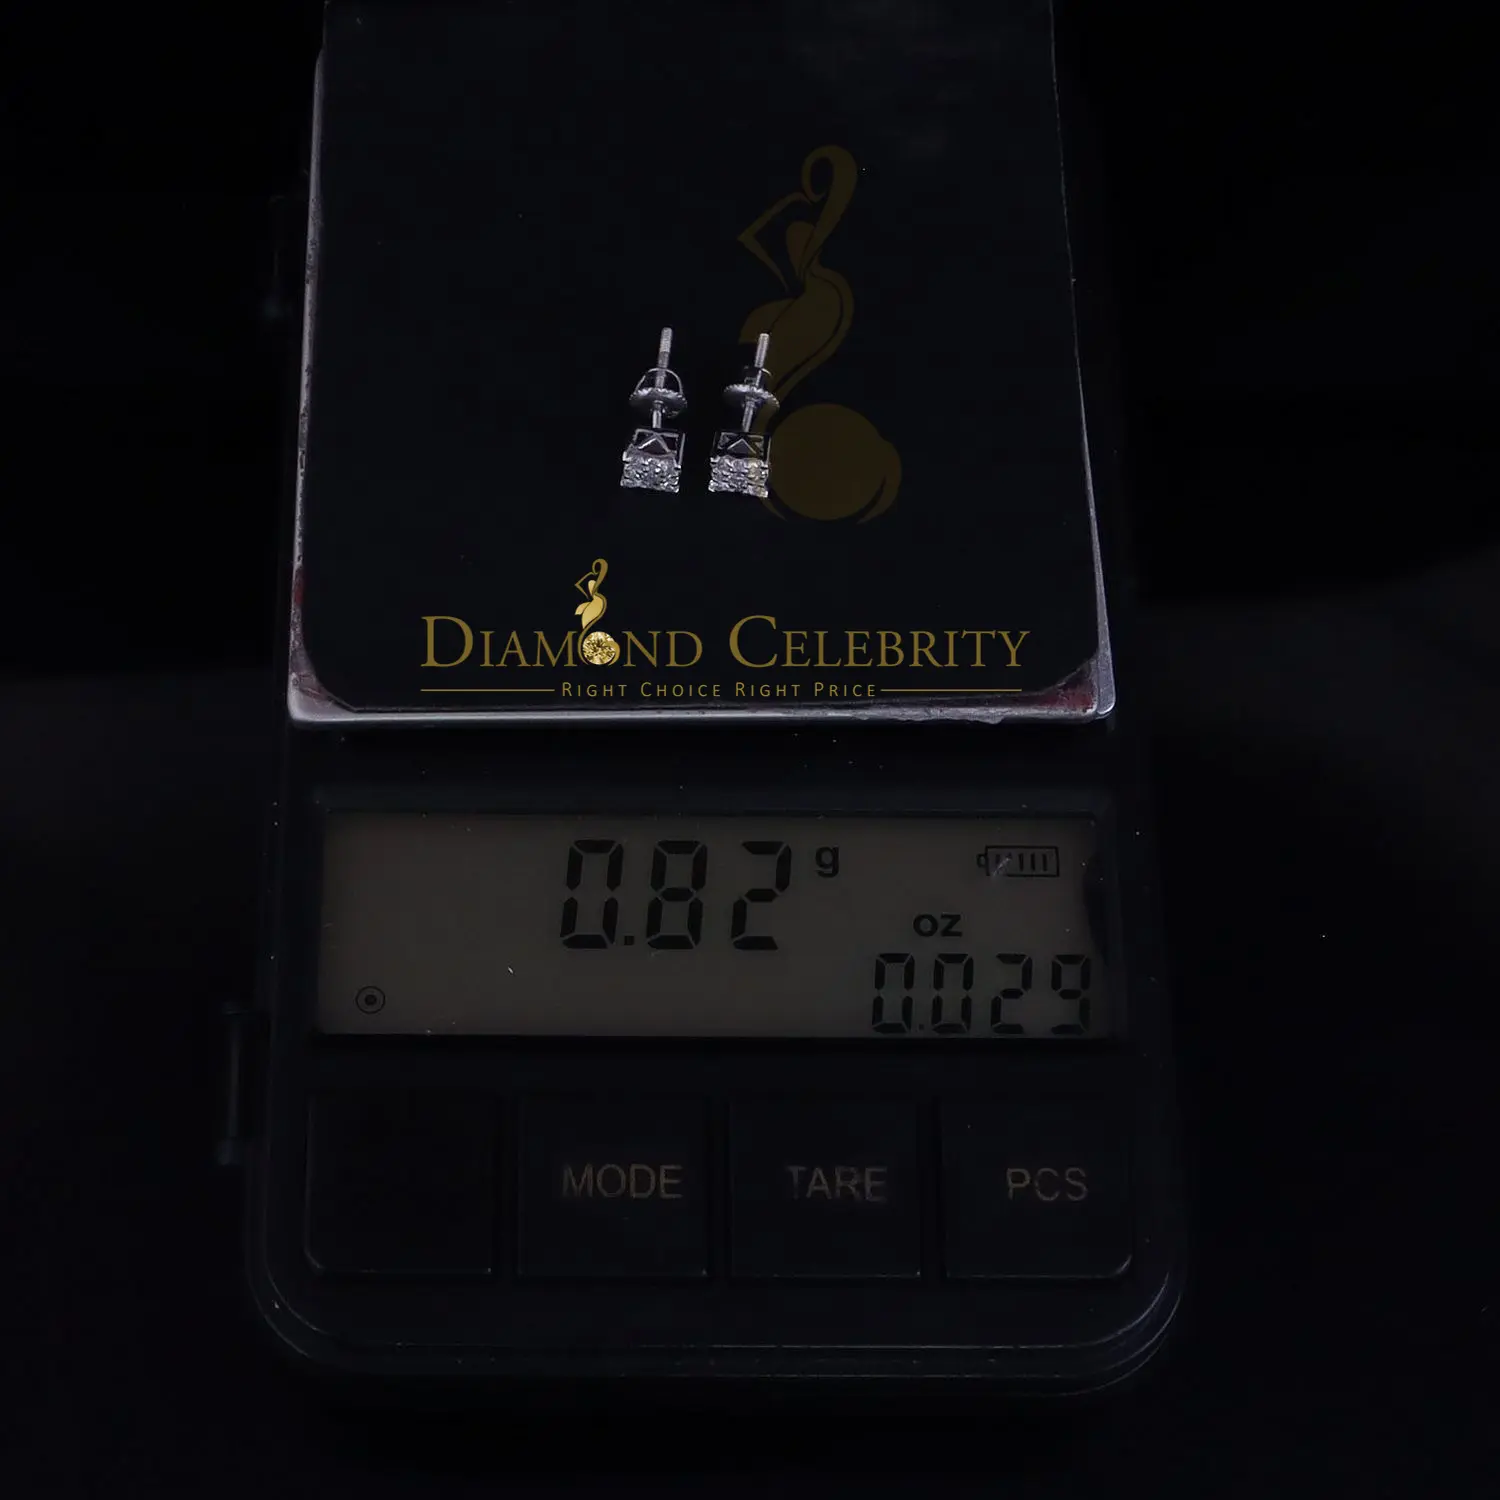 DIAMOND CELEBRITY
RIGHT CHOICE RIGHT PRICE
0.82 g
oz
0.029
MODE TARE PCS